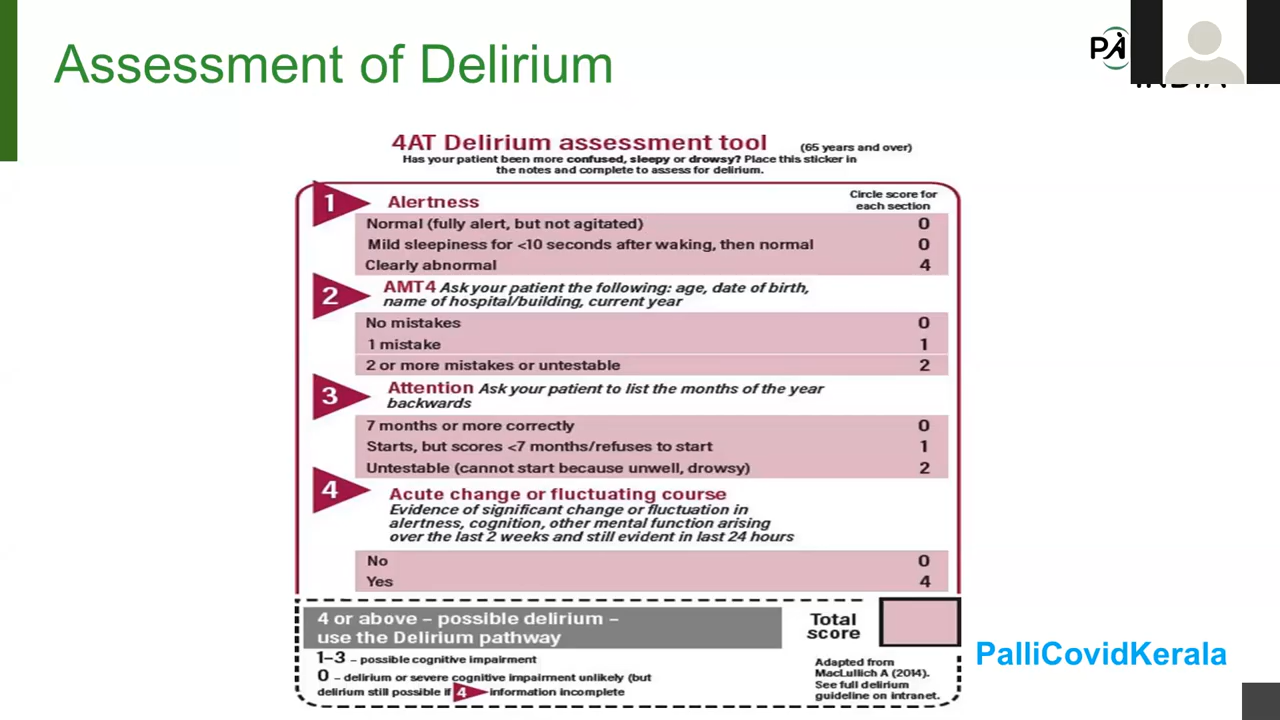 Assessment of Delirium
4AT Delirium assessment tool (65 years and over)
Has your patient been more confused, sleepy or drowsy? Place this sticker in
the notes and complete to assess for delirium.
1 Alertness
Circle score for
each section
Normal (fully alert, but not agitated) 0
Mild sleepiness for <10 seconds after waking, then normal 0
Clearly abnormal 4
2 AMT4 Ask your patient the following: age, date of birth,
name of hospital/building, current year
No mistakes 0
1 mistake 1
2 or more mistakes or untestable 2
3 Attention Ask your patient to list the months of the year
backwards
7 months or more correctly 0
Starts, but scores <7 months/refuses to start 1
Untestable (cannot start because unwell, drowsy) 2
4 Acute change or fluctuating course
Evidence of significant change or fluctuation in
alertness, cognition, other mental function arising
over the last 2 weeks and still evident in last 24 hours
No 0
Yes 4
4 or above – possible delirium –
use the Delirium pathway
Total
score
1–3 – possible cognitive impairment
0 – delirium or severe cognitive impairment unlikely (but
delirium still possible if 4 information incomplete
Adapted from
MacLullich A (2014).
See full delirium
guideline on intranet.
PalliCovidKerala